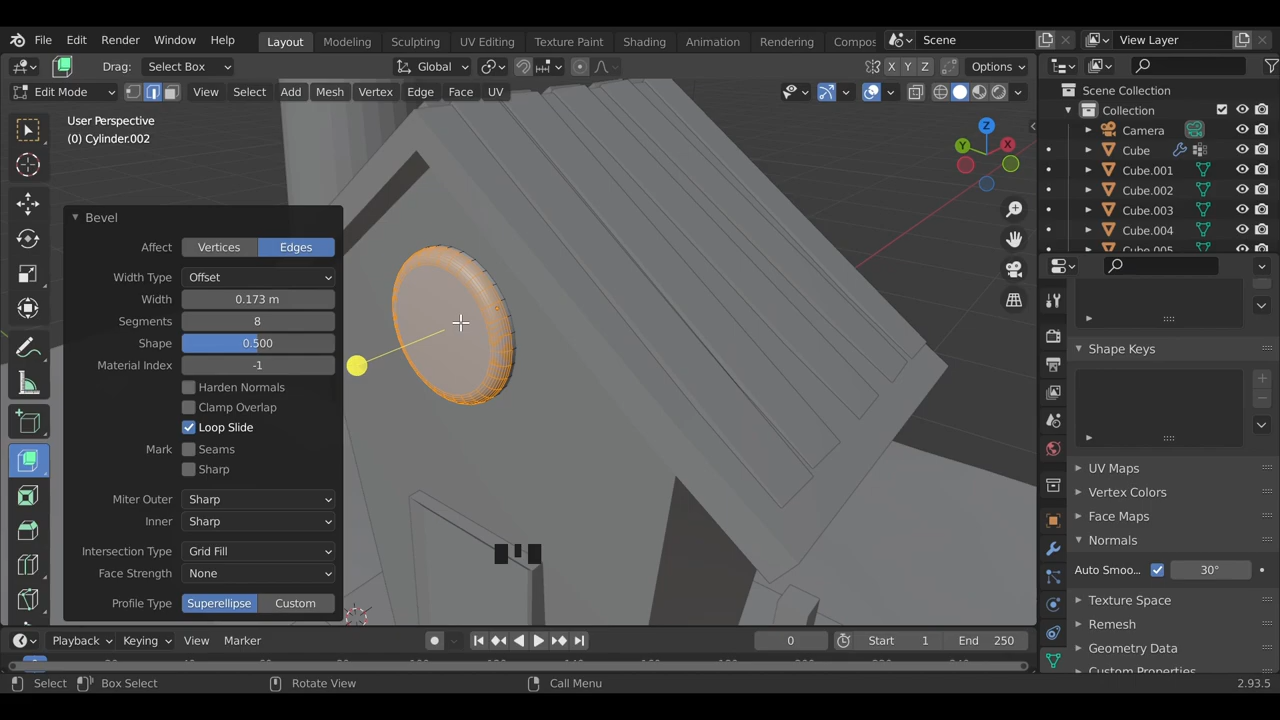 File Edit Render Window Help Layout Modeling Sculpting UV Editing Texture Paint Shading Animation Rendering Compos Scene View Layer
Drag: Select Box Global X Y Z Options
Edit Mode View Select Add Mesh Vertex Edge Face UV
User Perspective
(0) Cylinder.002
Z
Y
X
Bevel
Affect Vertices Edges
Width Type Offset
Width 0.173 m
Segments 8
Shape 0.500
Material Index -1
Harden Normals
Clamp Overlap
Loop Slide
Mark Seams
Sharp
Miter Outer Sharp
Inner Sharp
Intersection Type Grid Fill
Face Strength None
Profile Type Superellipse Custom
Scene Collection
Collection
Camera
Cube
Cube.001
Cube.002
Cube.003
Cube.004
Cube.005
Shape Keys
UV Maps
Vertex Colors
Face Maps
Normals
Auto Smoo... 30°
Texture Space
Remesh
Geometry Data
Custom Properties
Playback Keying View Marker 0 Start 1 End 250
Select Box Select Rotate View Call Menu 2.93.5